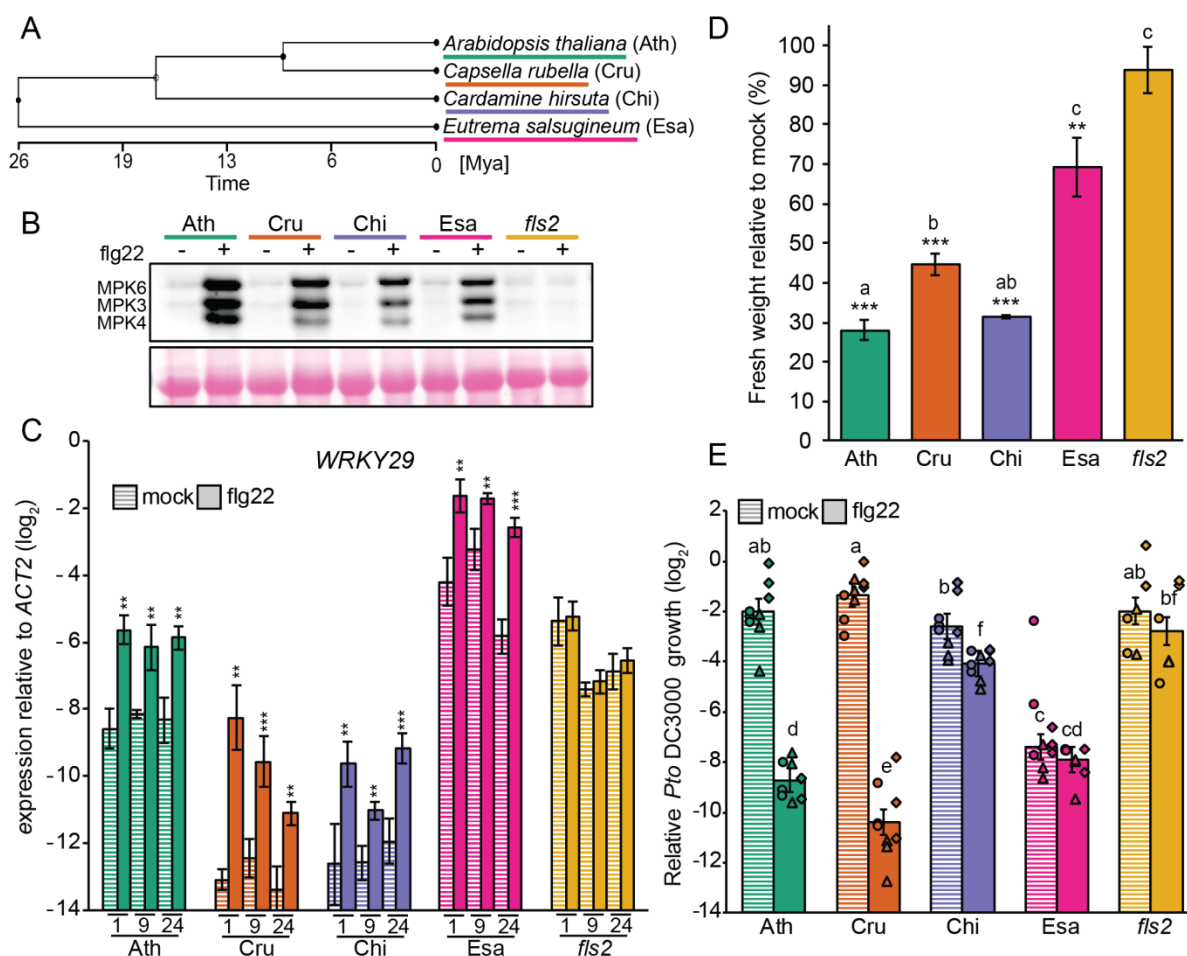 A
Arabidopsis thaliana (Ath)
Capsella rubella (Cru)
Cardamine hirsuta (Chi)
Eutrema salsugineum (Esa)
26 19 13 6 0 [Mya]
Time
B
Ath Cru Chi Esa fls2
flg22 - + - + - + - + - +
MPK6
MPK3
MPK4
C
WRKY29
mock flg22
expression relative to ACT2 (log2)
0
- 2
- 4
- 6
- 8
- 10
- 12
- 14
** ** **
** *** **
** ** ***
** ** ***
1 9 24 1 9 24 1 9 24 1 9 24 1 9 24
Ath Cru Chi Esa fls2
D
Fresh weight relative to mock (%)
100
90
80
70
60
50
40
30
20
10
0
a b ab c c
*** *** *** **
Ath Cru Chi Esa fls2
E
mock flg22
Relative Pto DC3000 growth (log2)
2
0
-2
-4
-6
-8
-10
-12
-14
ab d a e b f c cd ab bf
Ath Cru Chi Esa fls2